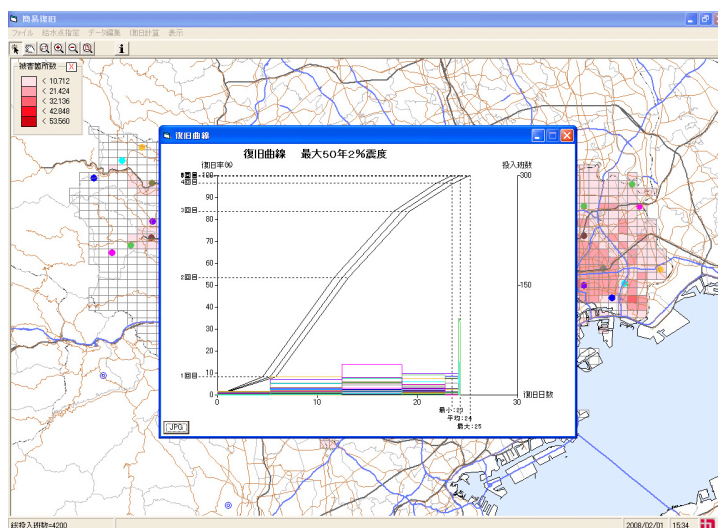 簡易復旧
ファイル 給水点指定 データ編集 復旧計算 表示
被害箇所数 X
< 10.712
< 21.424
< 32.136
< 42.848
< 53.560
復旧曲線
復旧曲線 最大50年2%震度
復旧率(%) 投入班数
5回目 100 300
4回目
90
3回目
80
70
60
2回目
50 150
40
30
20
1回目 10
0 復旧日数
0 10 20 30
最小:23
平均:24
最大:25
JPG
総投入班数=4200 2008/02/01 15:34